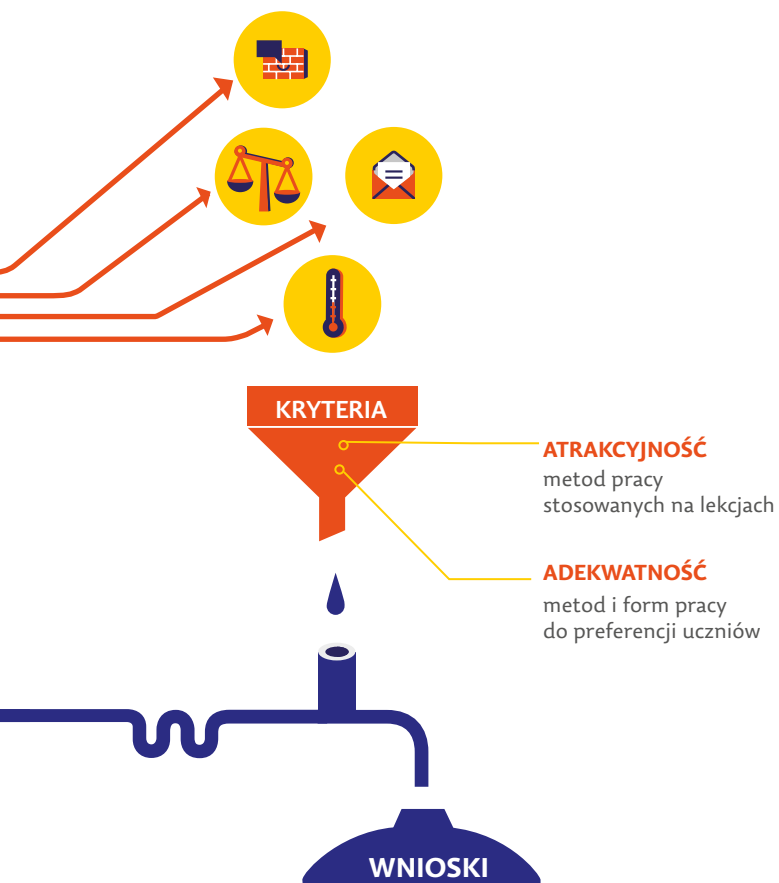 KRYTERIA
ATRAKCYJNOŚĆ
metod pracy
stosowanych na lekcjach
ADEKWATNOŚĆ
metod i form pracy
do preferencji uczniów
WNIOSKI